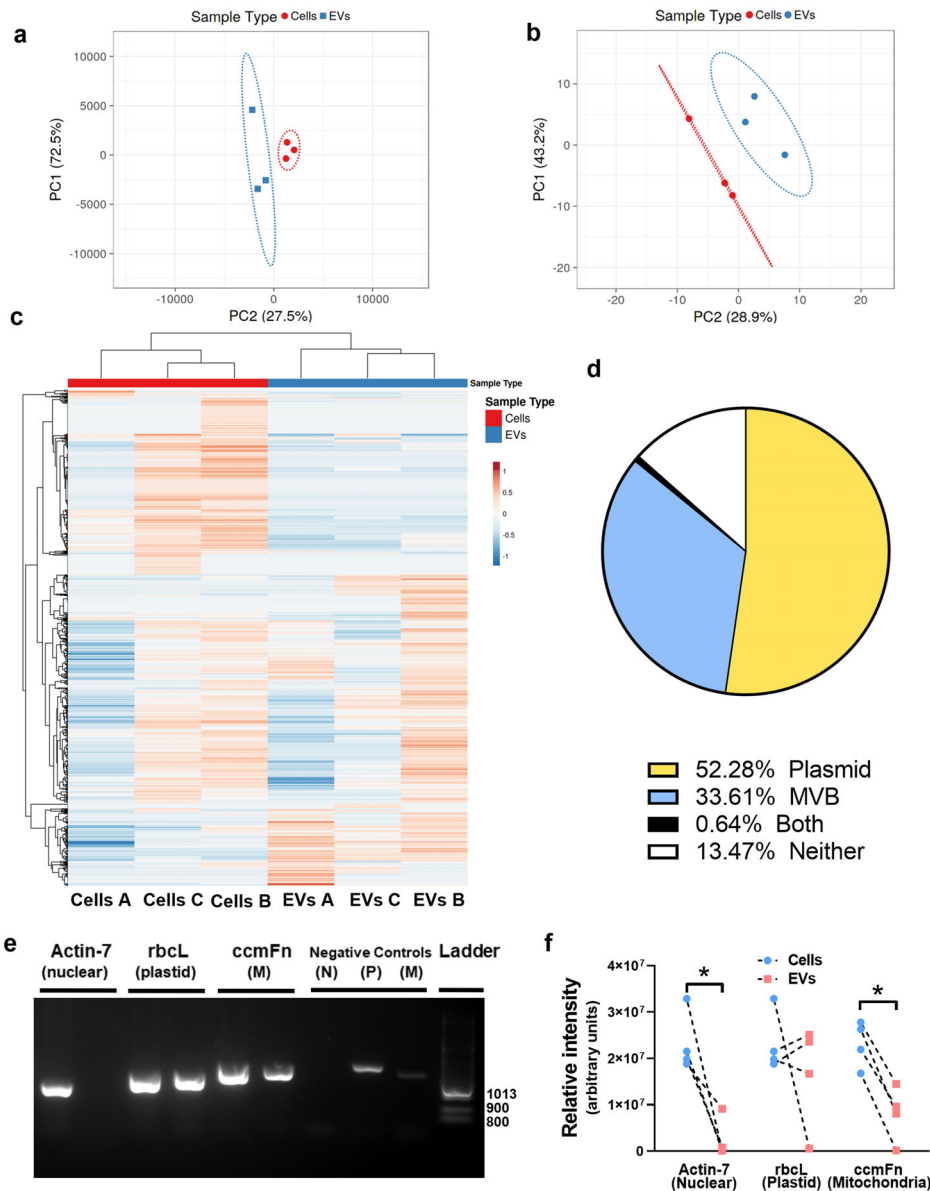 a
Sample Type Cells EVs
10000
5000
0
-5000
-10000
PC1 (72.5%)
-10000 0 10000
PC2 (27.5%)
b
Sample Type Cells EVs
10
0
-10
-20
PC1 (43.2%)
-20 -10 0 10 20
PC2 (28.9%)
c
Sample Type
Sample Type
Cells
EVs
1
0.5
0
-0.5
-1
Cells A Cells C Cells B EVs A EVs C EVs B
d
52.28% Plasmid
33.61% MVB
0.64% Both
13.47% Neither
e
Actin-7 rbcL ccmFn Negative Controls Ladder
(nuclear) (plastid) (M) (N) (P) (M)
1013
900
800
f
Cells
EVs
Relative intensity
(arbitrary units)
4×10⁷
3×10⁷
2×10⁷
1×10⁷
0
* *
Actin-7 rbcL ccmFn
(Nuclear) (Plastid) (Mitochondria)